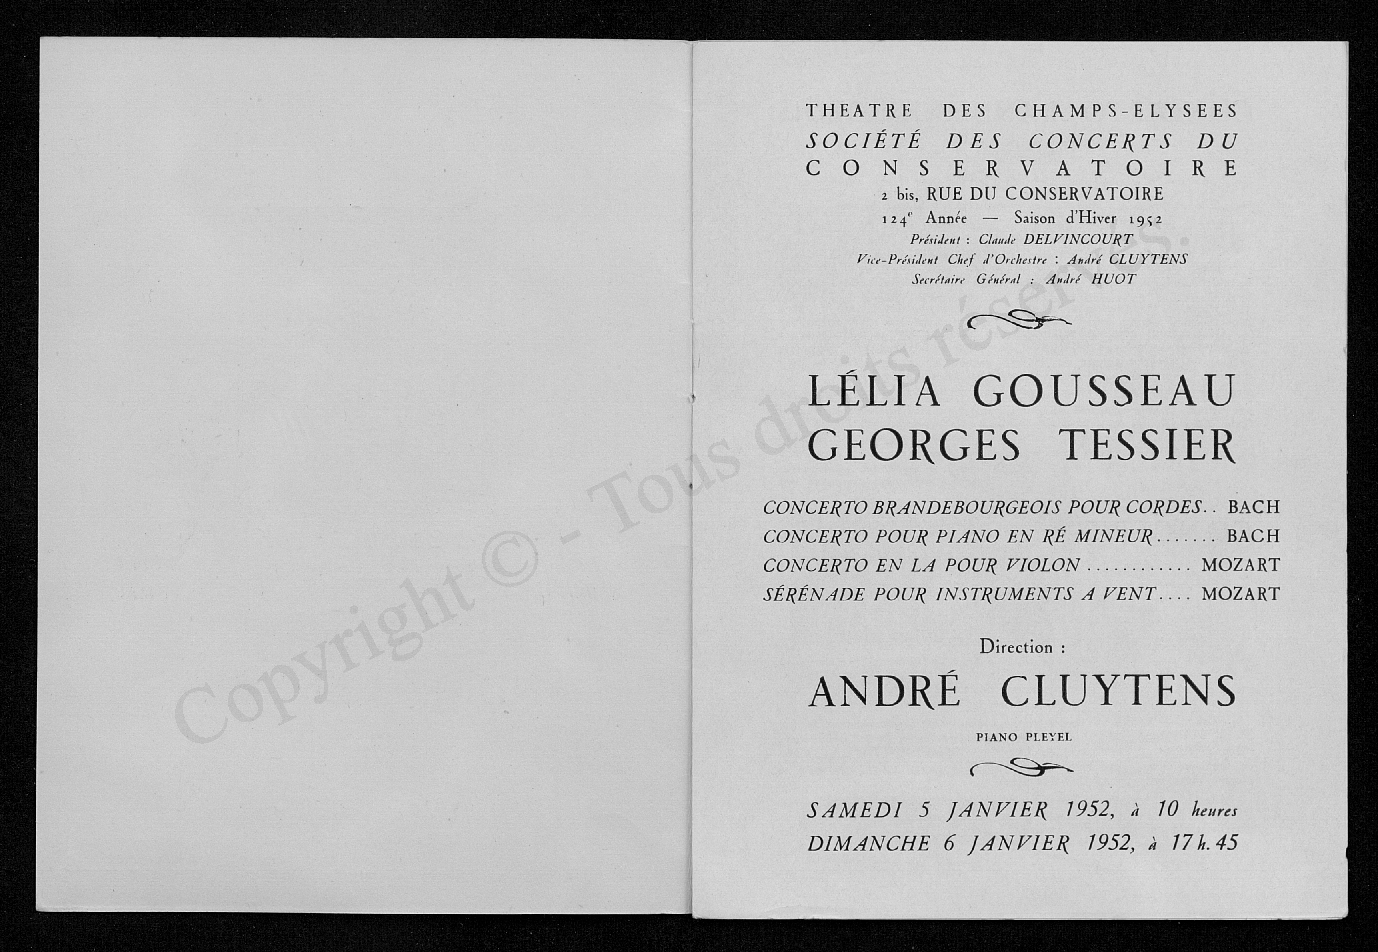 THEATRE DES CHAMPS-ELYSEES
SOCIÉTÉ DES CONCERTS DU
CONSERVATOIRE
2 bis, RUE DU CONSERVATOIRE
124e Année — Saison d'Hiver 1952
Président : Claude DELVINCOURT
Vice-Président Chef d'Orchestre : André CLUYTENS
Secrétaire Général : André HUOT
LÉLIA GOUSSEAU
GEORGES TESSIER
CONCERTO BRANDEBOURGEOIS POUR CORDES.. BACH
CONCERTO POUR PIANO EN RÉ MINEUR....... BACH
CONCERTO EN LA POUR VIOLON ............ MOZART
SÉRÉNADE POUR INSTRUMENTS A VENT.... MOZART
Direction :
ANDRÉ CLUYTENS
PIANO PLEYEL
SAMEDI 5 JANVIER 1952, à 10 heures
DIMANCHE 6 JANVIER 1952, à 17 h. 45
Copyright © - Tous droits réservés.